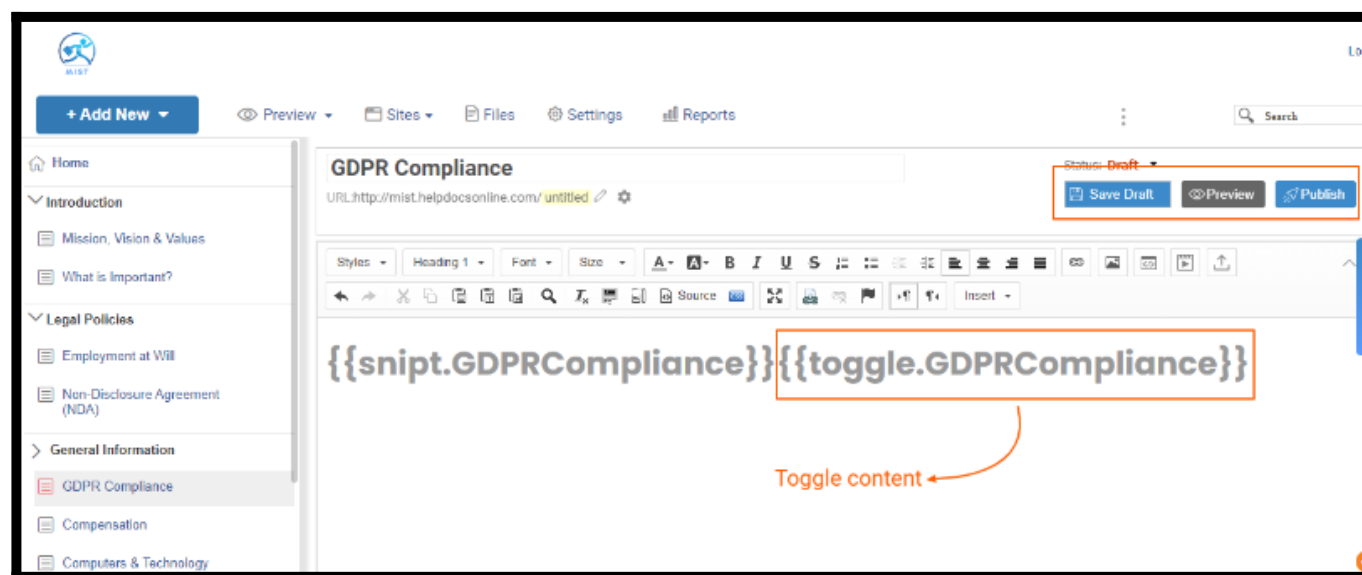 MIST
Lo
+ Add New
Preview
Sites
Files
Settings
Reports
Search
Home
Introduction
Mission, Vision & Values
What is Important?
Legal Policies
Employment at Will
Non-Disclosure Agreement
(NDA)
General Information
GDPR Compliance
Compensation
Computers & Technology
GDPR Compliance
URL:http://mist.helpdocsonline.com/ untitled
Status: Draft
Save Draft
Preview
Publish
Styles
Heading 1
Font
Size
A
A
B
I
U
S
Source
Insert
{{snipt.GDPRCompliance}}{{toggle.GDPRCompliance}}
Toggle content